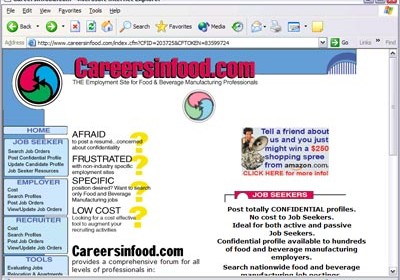 File Edit View Favorites Tools Help
Back Search Favorites Media
Address http://www.careersinfood.com/index.cfm?CFID=203725&CFTOKEN=83599724 Go Links
Careersinfood.com
THE Employment Site for Food & Beverage Manufacturing Professionals
HOME
JOB SEEKER
Search Job Orders
Post Confidential Profile
Update Candidate Profile
Job Seeker Resources
EMPLOYER
Cost
Search Profiles
Post Job Orders
View/Update Job Orders
RECRUITER
Cost
Search Profiles
Post Job Orders
View/Update Job Orders
TOOLS
Evaluating
Relocation & Apartments
AFRAID
to post a resume.. concerned
about confidentiality
?
FRUSTRATED
with non-industry specific
employment sites
?
SPECIFIC
position desired? Want to search
only Food and Beverage
Manufacturing jobs
?
LOW COST
Looking for a cost effective
tool to augment your
recruiting activities
?
Careersinfood.com
provides a comprehensive forum for all
levels of professionals in:
Tell a friend about
us and you just
might win a $250
shopping spree
from amazon.com.
CLICK HERE for more info!
JOB SEEKERS
Post totally CONFIDENTIAL profiles.
No cost to Job Seekers.
Ideal for both active and passive
Job Seekers.
Confidential profile available to hundreds
of food and beverage manufacturing
employers.
Search nationwide food and beverage
manufacturing job postings